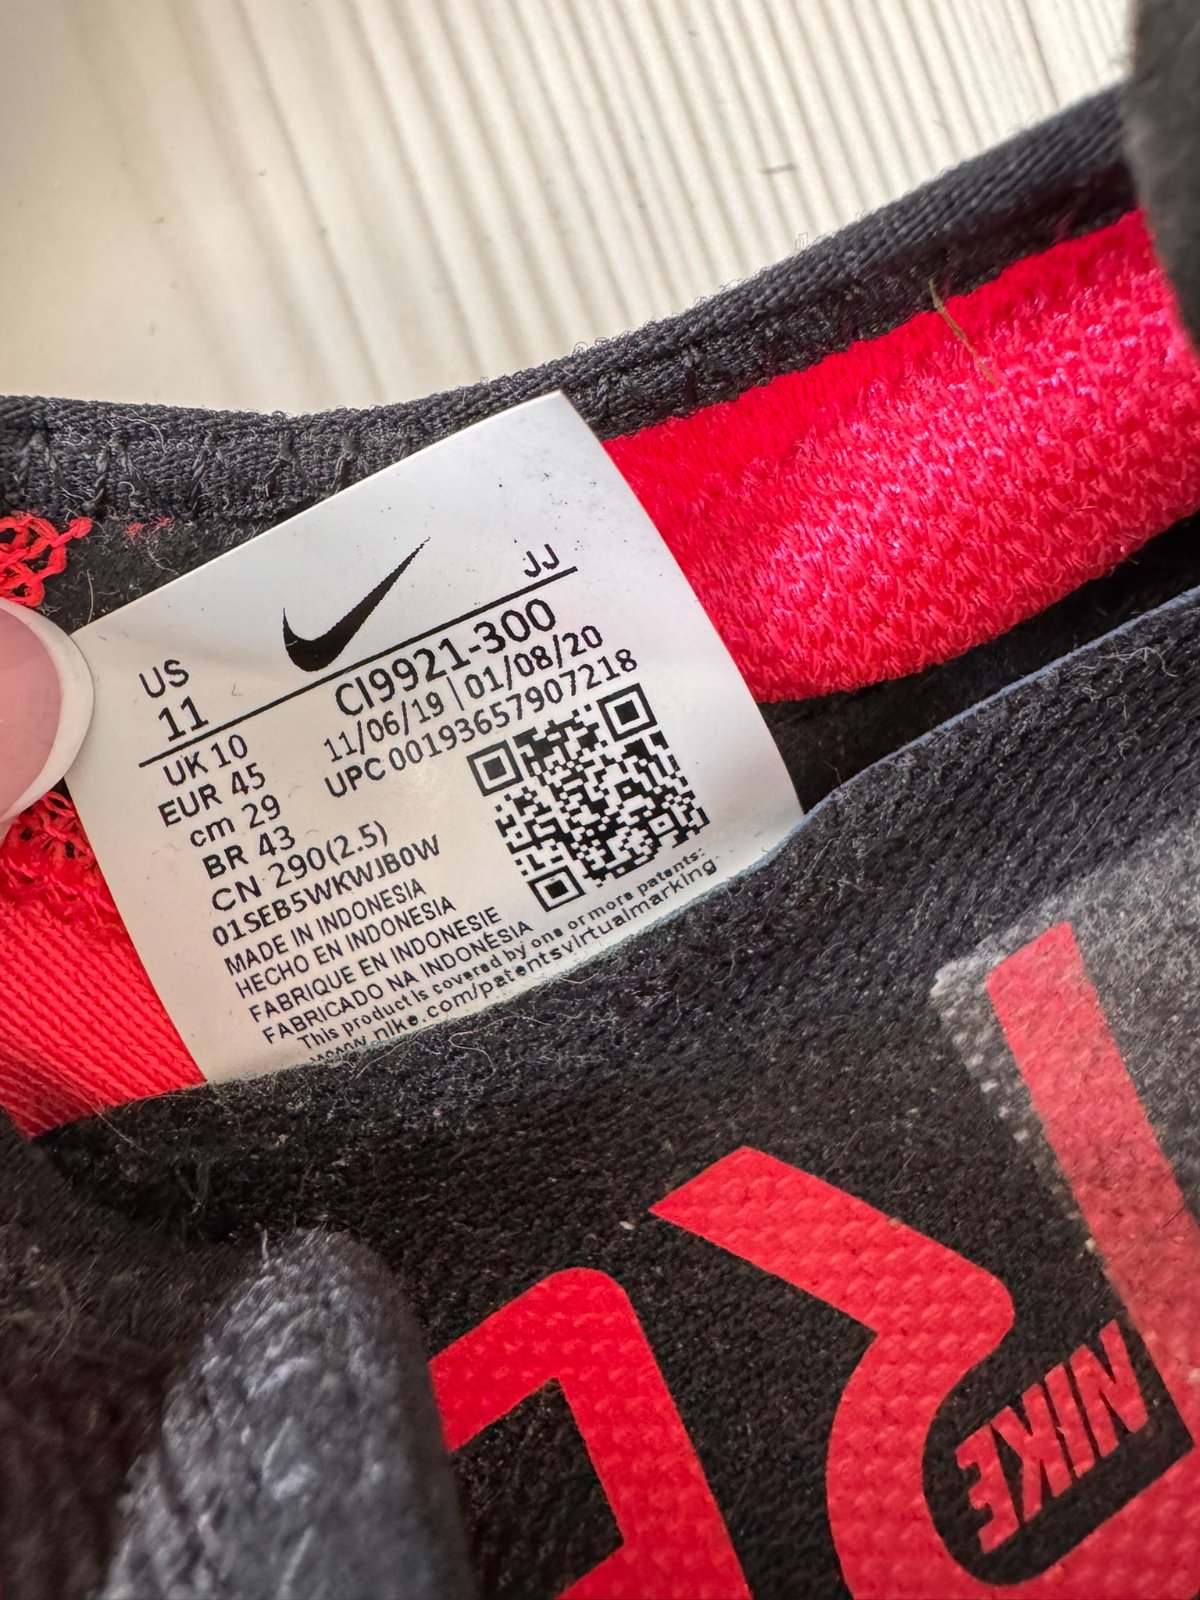 US
11
JJ
CI9921-300
11/06/19 | 01/08/20
UPC 00193657907218
UK 10
EUR 45
cm 29
BR 43
CN 290(2.5)
01SEB5WKWJB0W
MADE IN INDONESIA
HECHO EN INDONESIA
FABRIQUE EN INDONESIE
FABRICADO NA INDONÉSIA
This product is covered by one or more patents:
www.nike.com/patentsvirtualmarking
NIKE